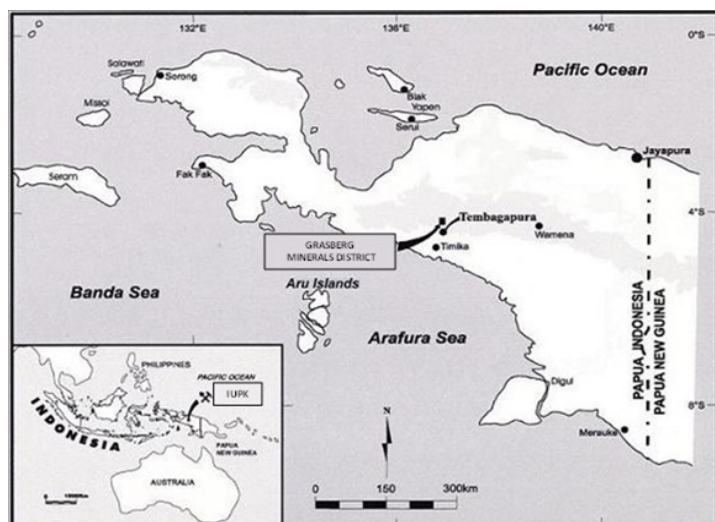 132°E
136°E
140°E
0°S
Pacific Ocean
Salawati
Sorong
Misool
Biak
Yapen
Serui
Jayapura
Seram
Fak Fak
4°S
Tembagapura
Wamena
GRASBERG
MINERALS DISTRICT
Timika
Aru Islands
Banda Sea
Arafura Sea
PAPUA, INDONESIA
PAPUA NEW GUINEA
Digul
8°S
Merauke
PHILIPPINES
PACIFIC OCEAN
IUPK
INDONESIA
PAPUA
NEW GUINEA
AUSTRALIA
0 1000Km
N
0 150 300km